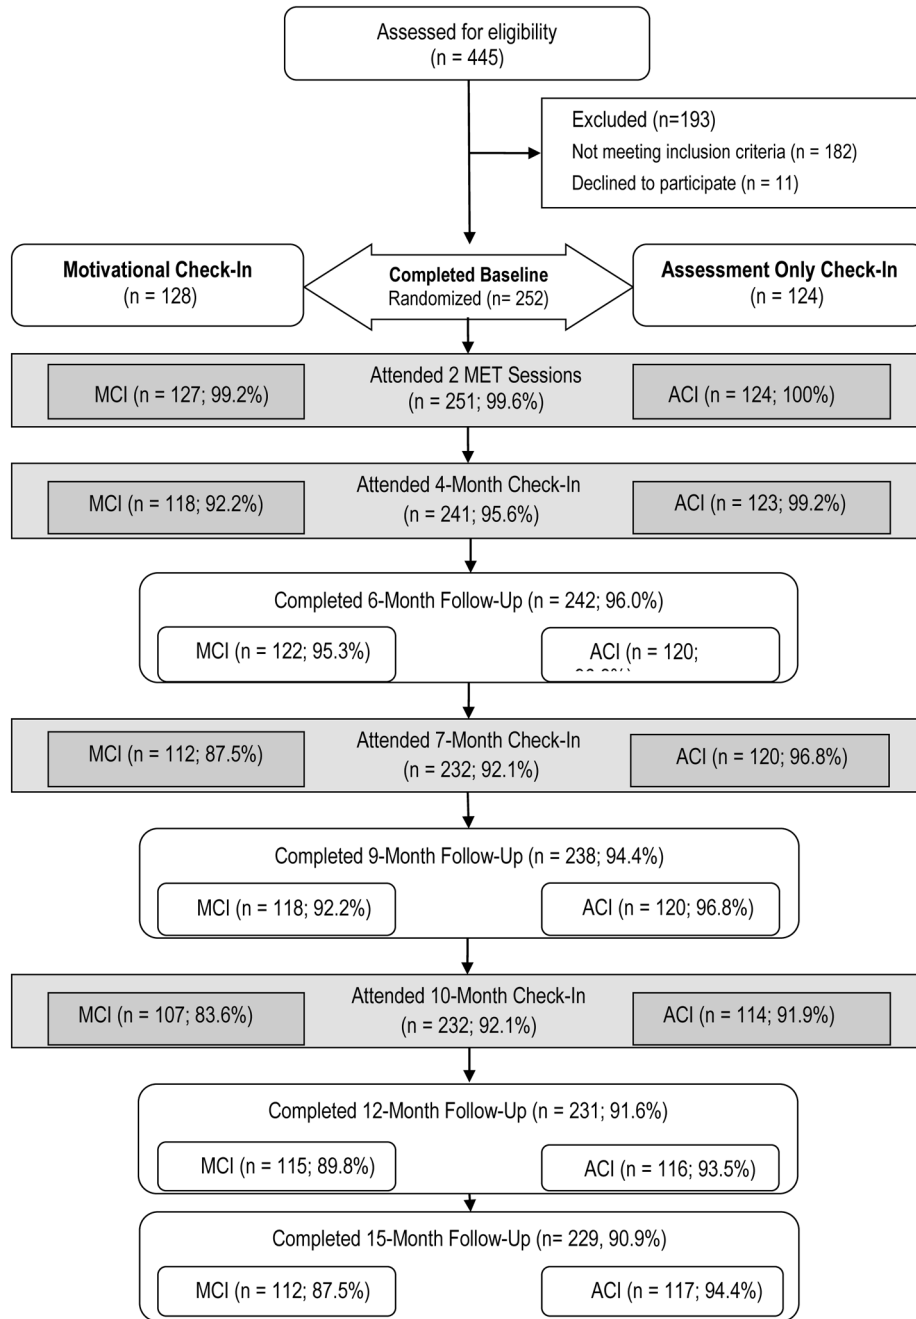 Assessed for eligibility
(n = 445)
Excluded (n=193)
Not meeting inclusion criteria (n = 182)
Declined to participate (n = 11)
Motivational Check-In
(n = 128)
Completed Baseline
Randomized (n= 252)
Assessment Only Check-In
(n = 124)
MCI (n = 127; 99.2%)
Attended 2 MET Sessions
(n = 251; 99.6%)
ACI (n = 124; 100%)
MCI (n = 118; 92.2%)
Attended 4-Month Check-In
(n = 241; 95.6%)
ACI (n = 123; 99.2%)
Completed 6-Month Follow-Up (n = 242; 96.0%)
MCI (n = 122; 95.3%)
ACI (n = 120;
MCI (n = 112; 87.5%)
Attended 7-Month Check-In
(n = 232; 92.1%)
ACI (n = 120; 96.8%)
Completed 9-Month Follow-Up (n = 238; 94.4%)
MCI (n = 118; 92.2%)
ACI (n = 120; 96.8%)
MCI (n = 107; 83.6%)
Attended 10-Month Check-In
(n = 232; 92.1%)
ACI (n = 114; 91.9%)
Completed 12-Month Follow-Up (n = 231; 91.6%)
MCI (n = 115; 89.8%)
ACI (n = 116; 93.5%)
Completed 15-Month Follow-Up (n= 229, 90.9%)
MCI (n = 112; 87.5%)
ACI (n = 117; 94.4%)